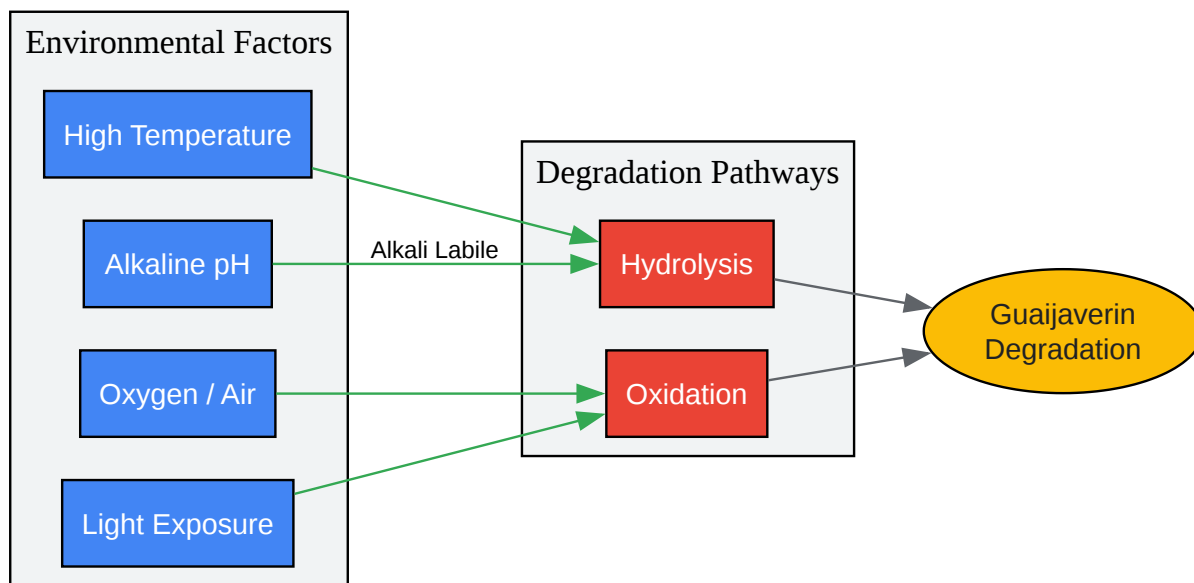 Environmental Factors
High Temperature
Alkaline pH
Oxygen / Air
Light Exposure
Alkali Labile
Degradation Pathways
Hydrolysis
Oxidation
Guaijaverin
Degradation